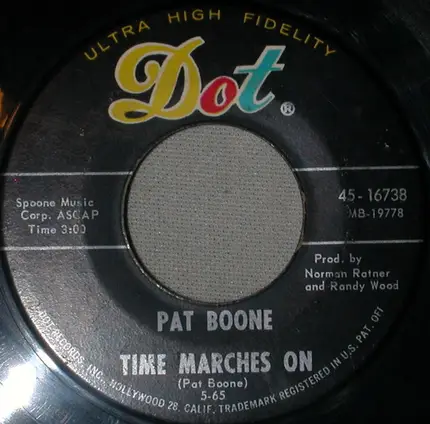 ULTRA HIGH FIDELITY
Dot®
Spoone Music
Corp. ASCAP
Time 3:00
45-16738
MB-19778
Prod. by
Norman Ratner
and Randy Wood
PAT BOONE
TIME MARCHES ON
(Pat Boone)
5-65
DOT RECORDS, INC. HOLLYWOOD 28, CALIF. TRADEMARK REGISTERED IN U.S. PAT. OFF.